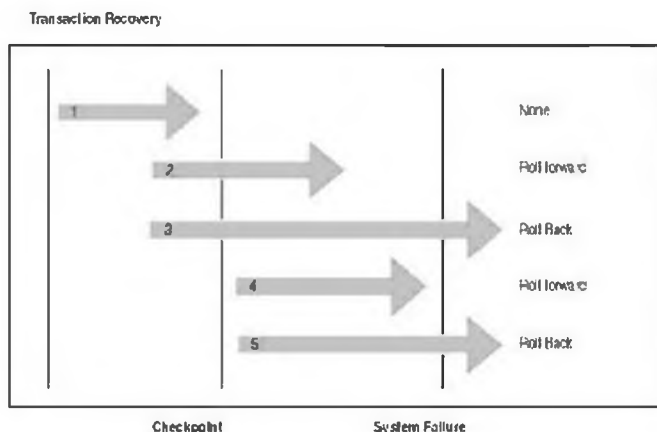 Transaction Recovery
1 None
2 Roll forward
3 Roll Back
4 Roll forward
5 Roll Back
Checkpoint System Failure